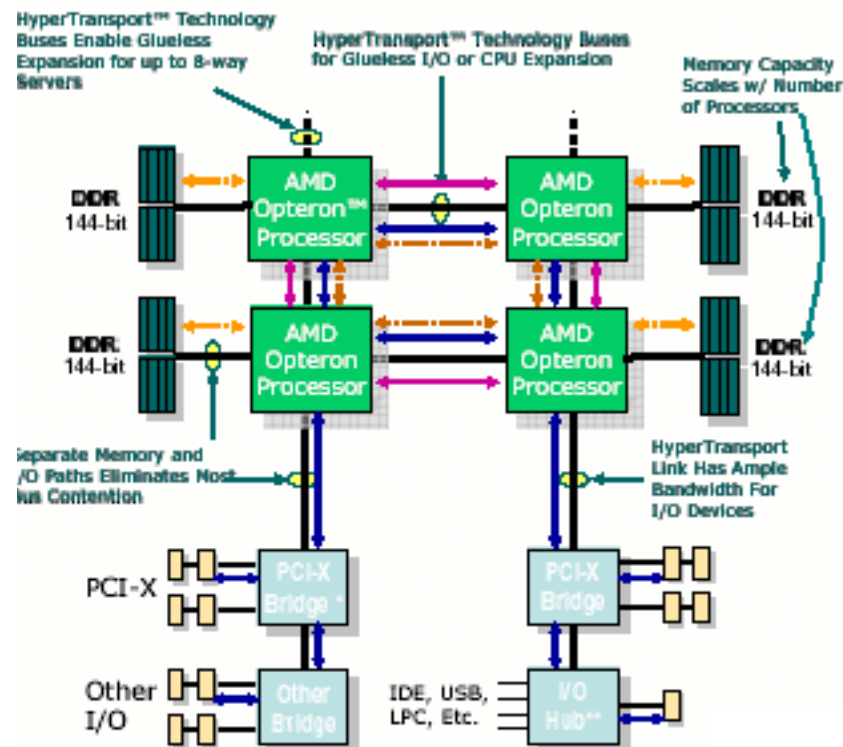 HyperTransport™ Technology
Buses Enable Glueless
Expansion for up to 8-way
Servers
HyperTransport™ Technology Buses
for Glueless I/O or CPU Expansion
Memory Capacity
Scales w/ Number
of Processors
AMD
Opteron™
Processor
AMD
Opteron
Processor
DDR
144-bit
DDR
144-bit
AMD
Opteron
Processor
AMD
Opteron
Processor
DDR
144-bit
DDR
144-bit
Separate Memory and
I/O Paths Eliminates Most
Bus Contention
HyperTransport
Link Has Ample
Bandwidth For
I/O Devices
PCI-X
PCI-X
Bridge *
PCI-X
Bridge
Other
I/O
Other
Bridge
IDE, USB,
LPC, Etc.
I/O
Hub**